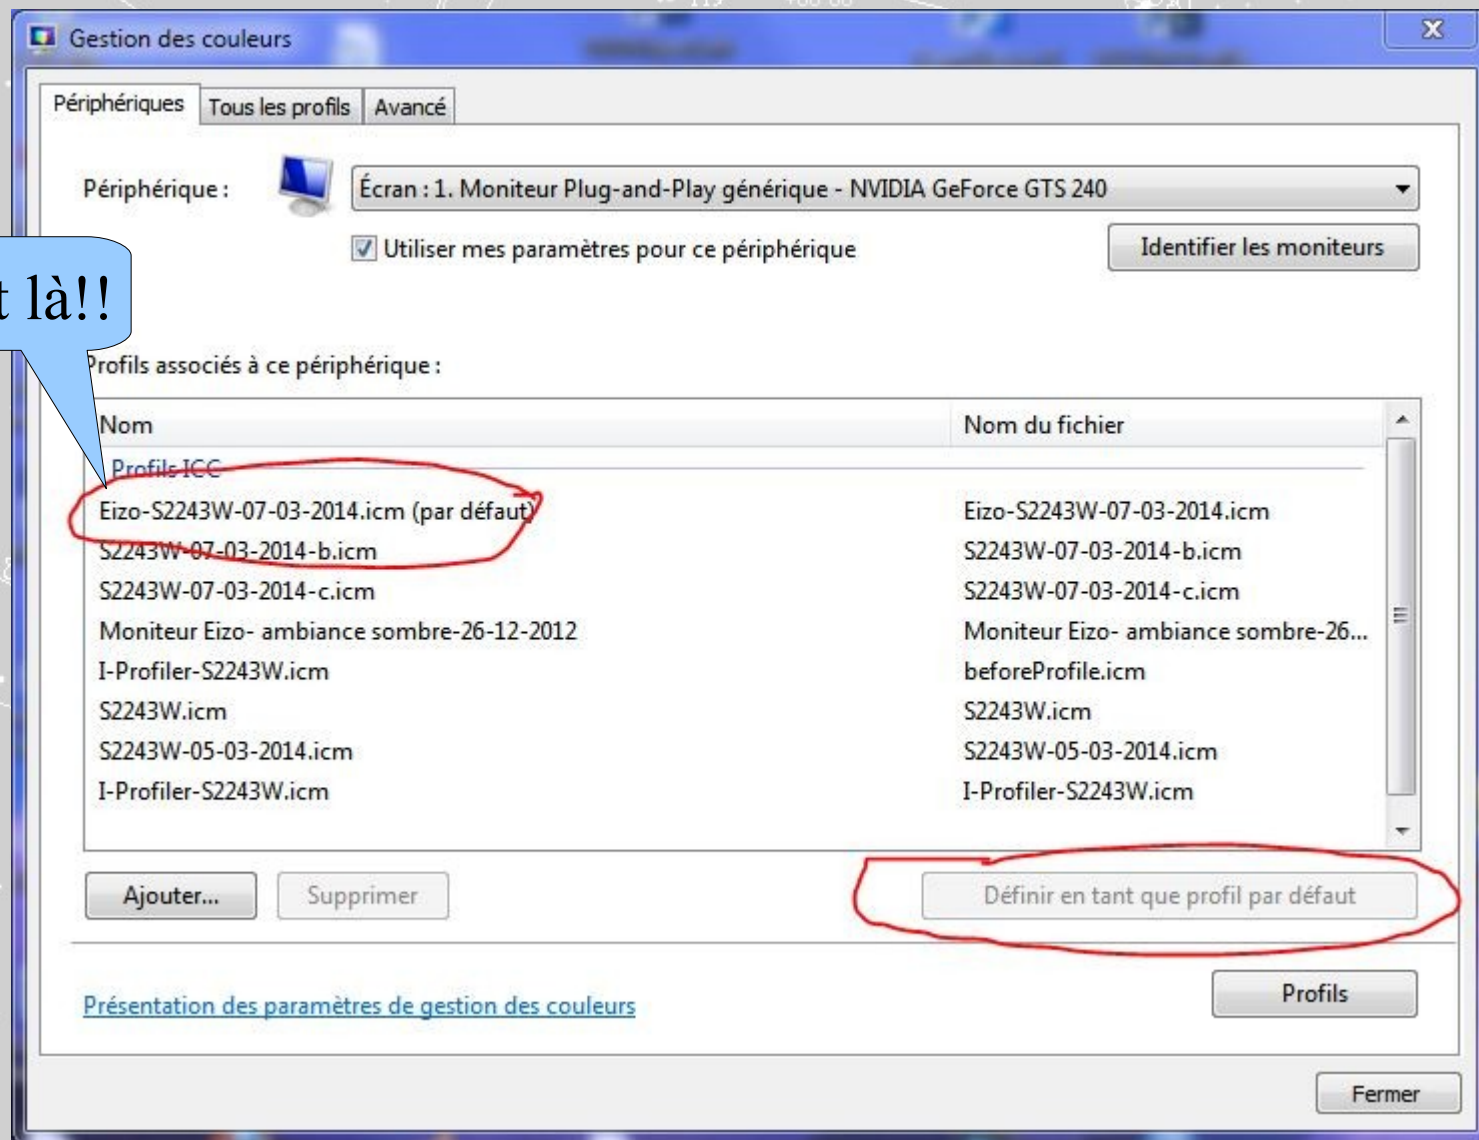 Gestion des couleurs
Périphériques Tous les profils Avancé
Périphérique : Écran : 1. Moniteur Plug-and-Play générique - NVIDIA GeForce GTS 240
Utiliser mes paramètres pour ce périphérique Identifier les moniteurs
t là!!
Profils associés à ce périphérique :
Nom Nom du fichier
Profils ICC
Eizo-S2243W-07-03-2014.icm (par défaut) Eizo-S2243W-07-03-2014.icm
S2243W-07-03-2014-b.icm S2243W-07-03-2014-b.icm
S2243W-07-03-2014-c.icm S2243W-07-03-2014-c.icm
Moniteur Eizo- ambiance sombre-26-12-2012 Moniteur Eizo- ambiance sombre-26...
I-Profiler-S2243W.icm beforeProfile.icm
S2243W.icm S2243W.icm
S2243W-05-03-2014.icm S2243W-05-03-2014.icm
I-Profiler-S2243W.icm I-Profiler-S2243W.icm
Ajouter... Supprimer Définir en tant que profil par défaut
Présentation des paramètres de gestion des couleurs Profils
Fermer